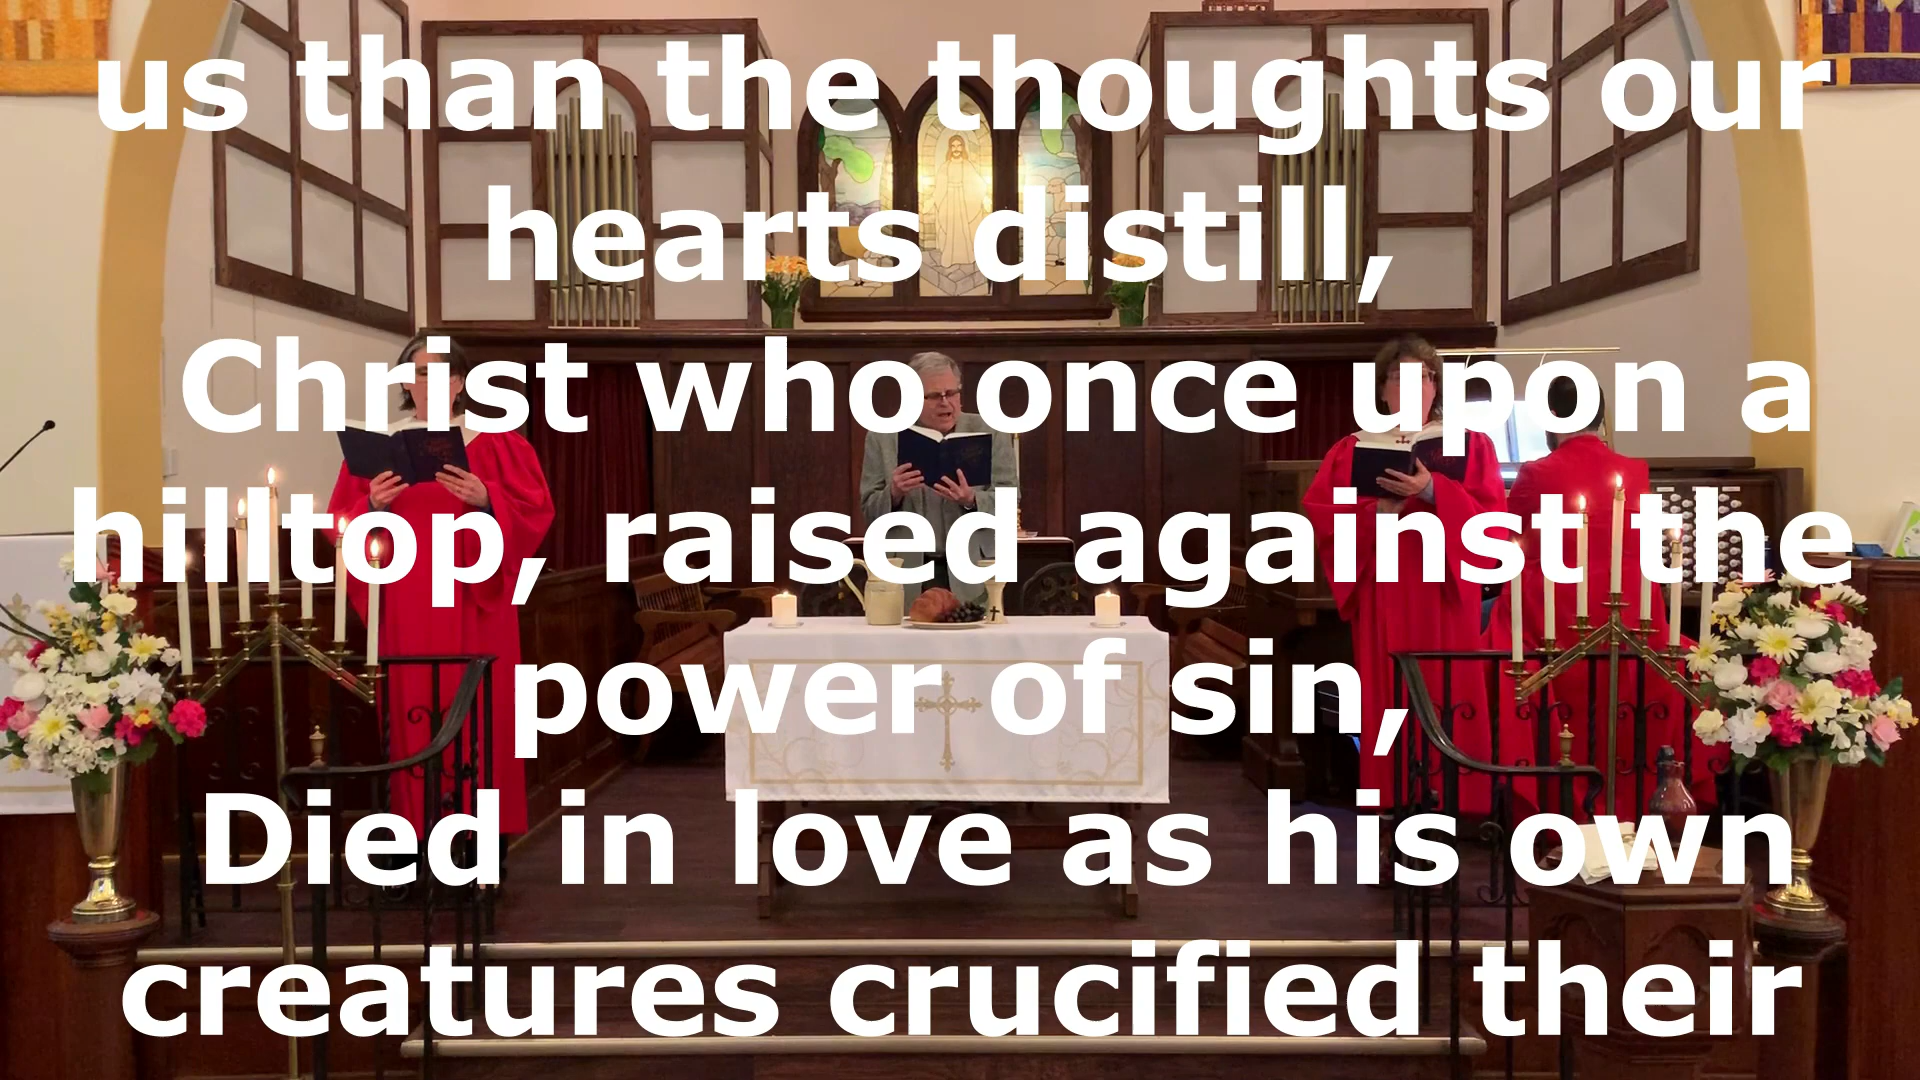 us than the thoughts our
hearts distill,
Christ who once upon a
hilltop, raised against the
power of sin,
Died in love as his own
creatures crucified their